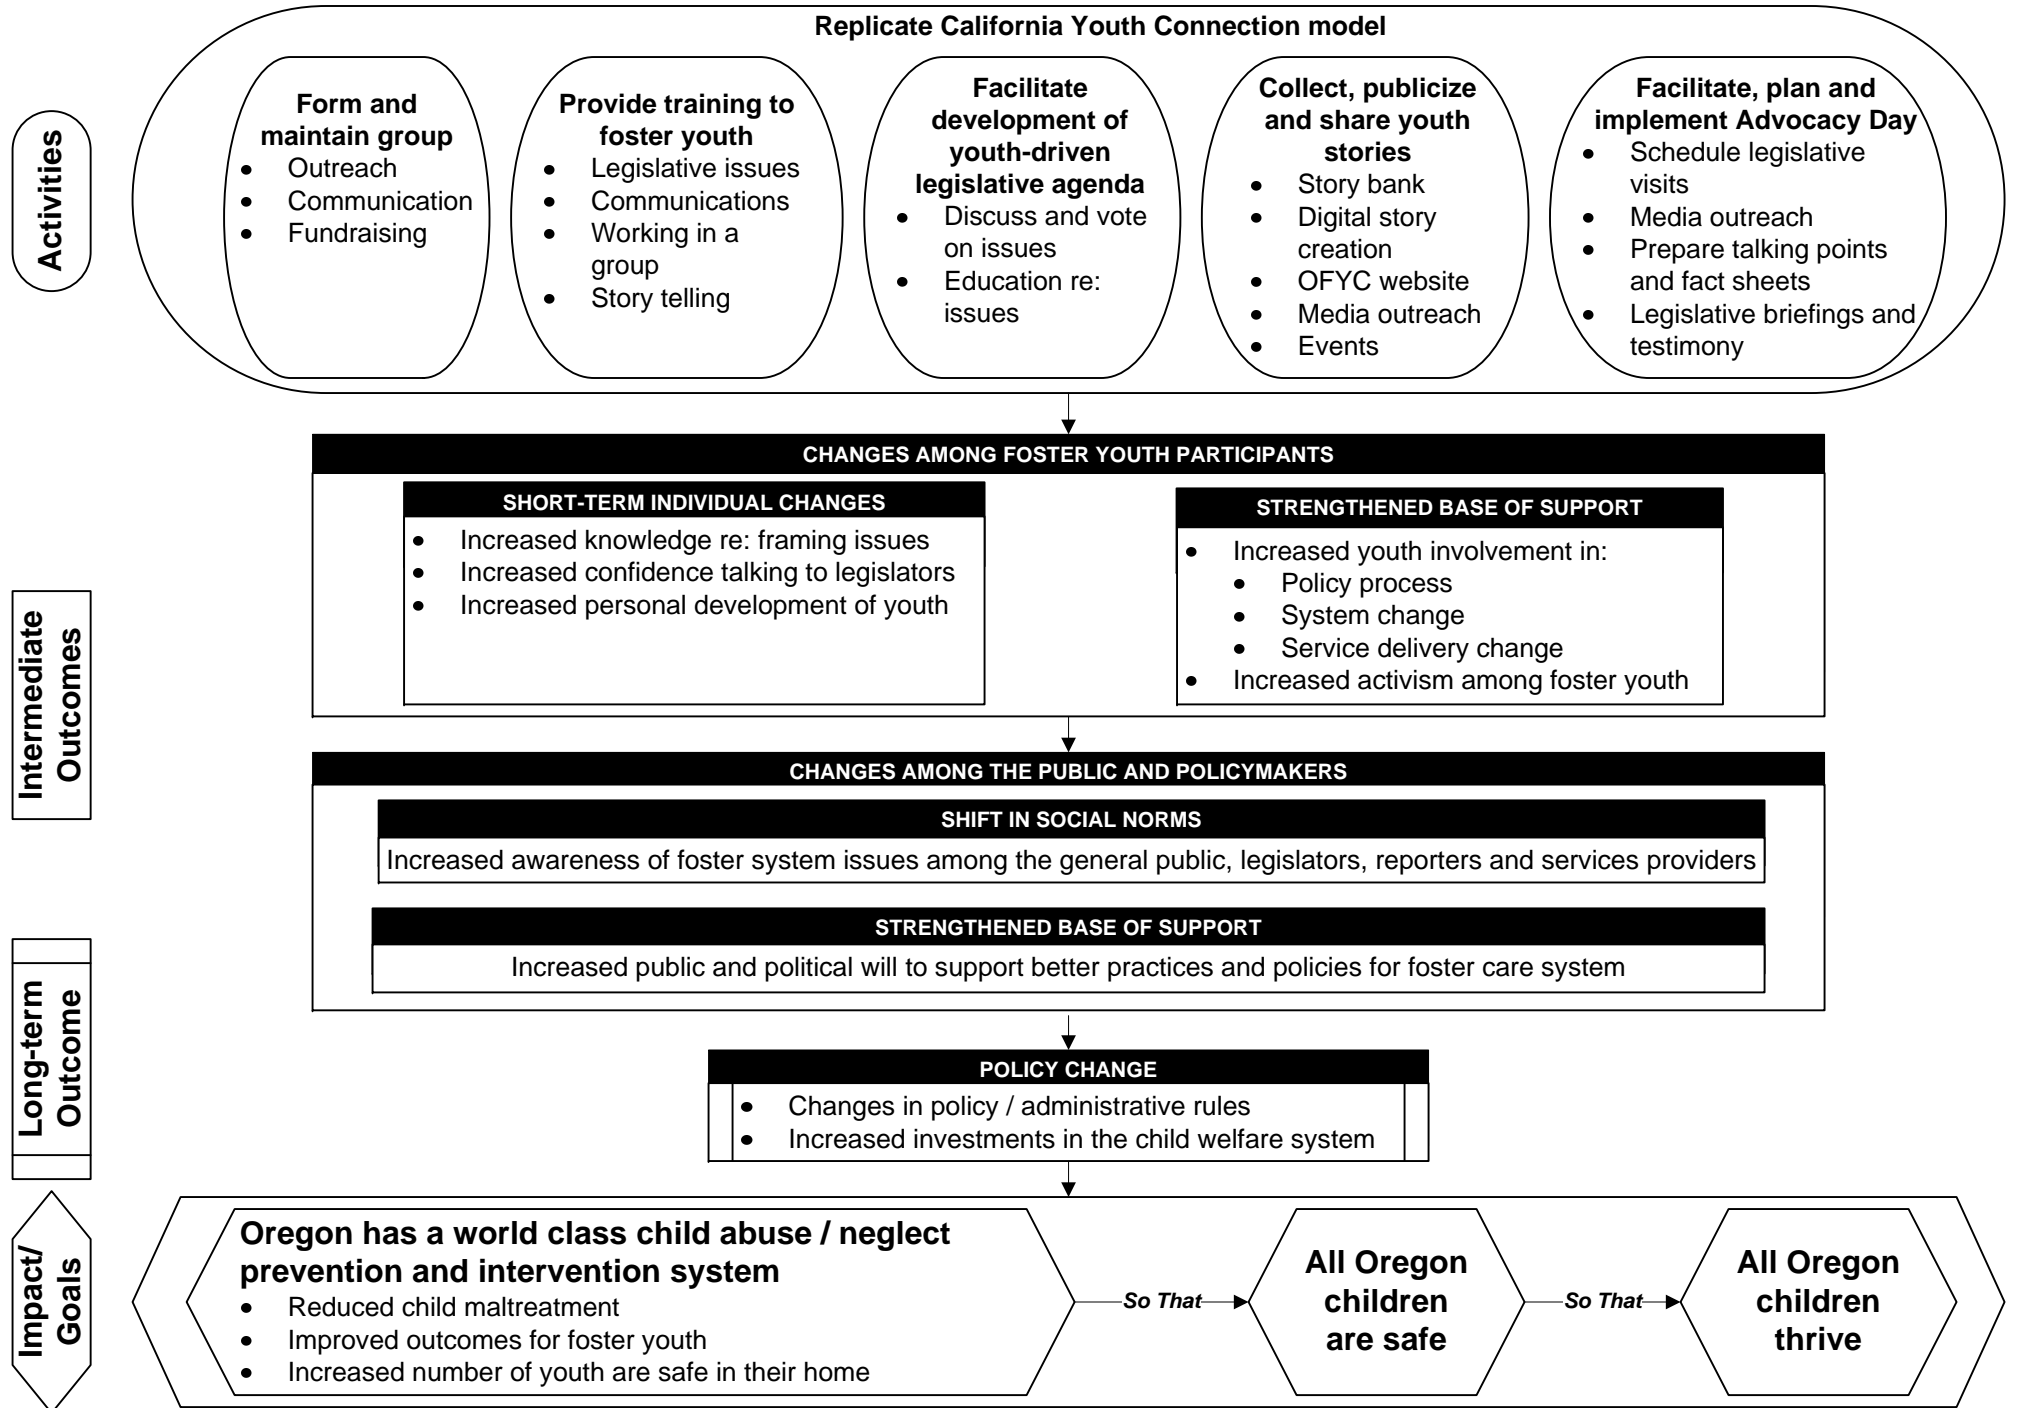 Replicate California Youth Connection model
Activities
Form and
maintain group
• Outreach
• Communication
• Fundraising
Provide training to
foster youth
• Legislative issues
• Communications
• Working in a
group
• Story telling
Facilitate
development of
youth-driven
legislative agenda
• Discuss and vote
on issues
• Education re:
issues
Collect, publicize
and share youth
stories
• Story bank
• Digital story
creation
• OFYC website
• Media outreach
• Events
Facilitate, plan and
implement Advocacy Day
• Schedule legislative
visits
• Media outreach
• Prepare talking points
and fact sheets
• Legislative briefings and
testimony
Intermediate
Outcomes
CHANGES AMONG FOSTER YOUTH PARTICIPANTS
SHORT-TERM INDIVIDUAL CHANGES
• Increased knowledge re: framing issues
• Increased confidence talking to legislators
• Increased personal development of youth
STRENGTHENED BASE OF SUPPORT
• Increased youth involvement in:
• Policy process
• System change
• Service delivery change
• Increased activism among foster youth
CHANGES AMONG THE PUBLIC AND POLICYMAKERS
SHIFT IN SOCIAL NORMS
Increased awareness of foster system issues among the general public, legislators, reporters and services providers
STRENGTHENED BASE OF SUPPORT
Increased public and political will to support better practices and policies for foster care system
Long-term
Outcome
POLICY CHANGE
• Changes in policy / administrative rules
• Increased investments in the child welfare system
Impact/
Goals
Oregon has a world class child abuse / neglect
prevention and intervention system
• Reduced child maltreatment
• Improved outcomes for foster youth
• Increased number of youth are safe in their home
So That
All Oregon
children
are safe
So That
All Oregon
children
thrive